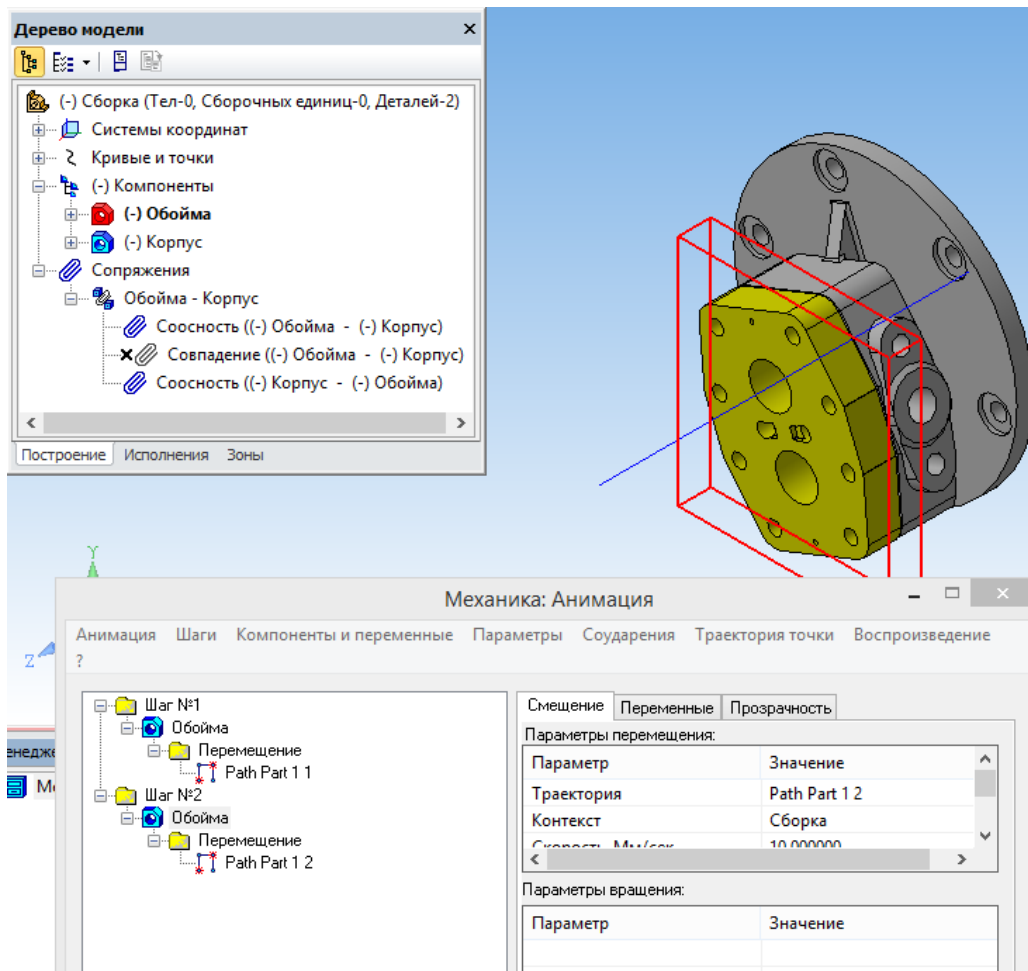 Дерево модели
(-) Сборка (Тел-0, Сборочных единиц-0, Деталей-2)
Системы координат
Кривые и точки
(-) Компоненты
(-) Обойма
(-) Корпус
Сопряжения
Обойма - Корпус
Соосность ((-) Обойма - (-) Корпус)
Совпадение ((-) Обойма - (-) Корпус)
Соосность ((-) Корпус - (-) Обойма)
Построение Исполнения Зоны
Y
Z
Механика: Анимация
Анимация Шаги Компоненты и переменные Параметры Соударения Траектория точки Воспроизведение
?
Шаг №1
Обойма
Перемещение
Path Part 1 1
Шаг №2
Обойма
Перемещение
Path Part 1 2
Смещение Переменные Прозрачность
Параметры перемещения:
Параметр Значение
Траектория Path Part 1 2
Контекст Сборка
Скорость, Мм/сек 10.000000
Параметры вращения:
Параметр Значение